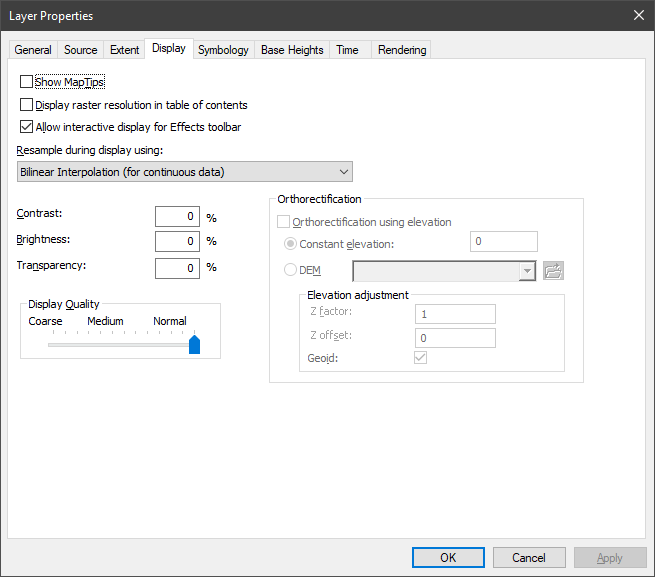 Layer Properties
General Source Extent Display Symbology Base Heights Time Rendering
Show MapTips
Display raster resolution in table of contents
Allow interactive display for Effects toolbar
Resample during display using:
Bilinear Interpolation (for continuous data)
Contrast: 0 %
Brightness: 0 %
Transparency: 0 %
Display Quality
Coarse Medium Normal
Orthorectification
Orthorectification using elevation
Constant elevation: 0
DEM
Elevation adjustment
Z factor: 1
Z offset: 0
Geoid:
OK Cancel Apply